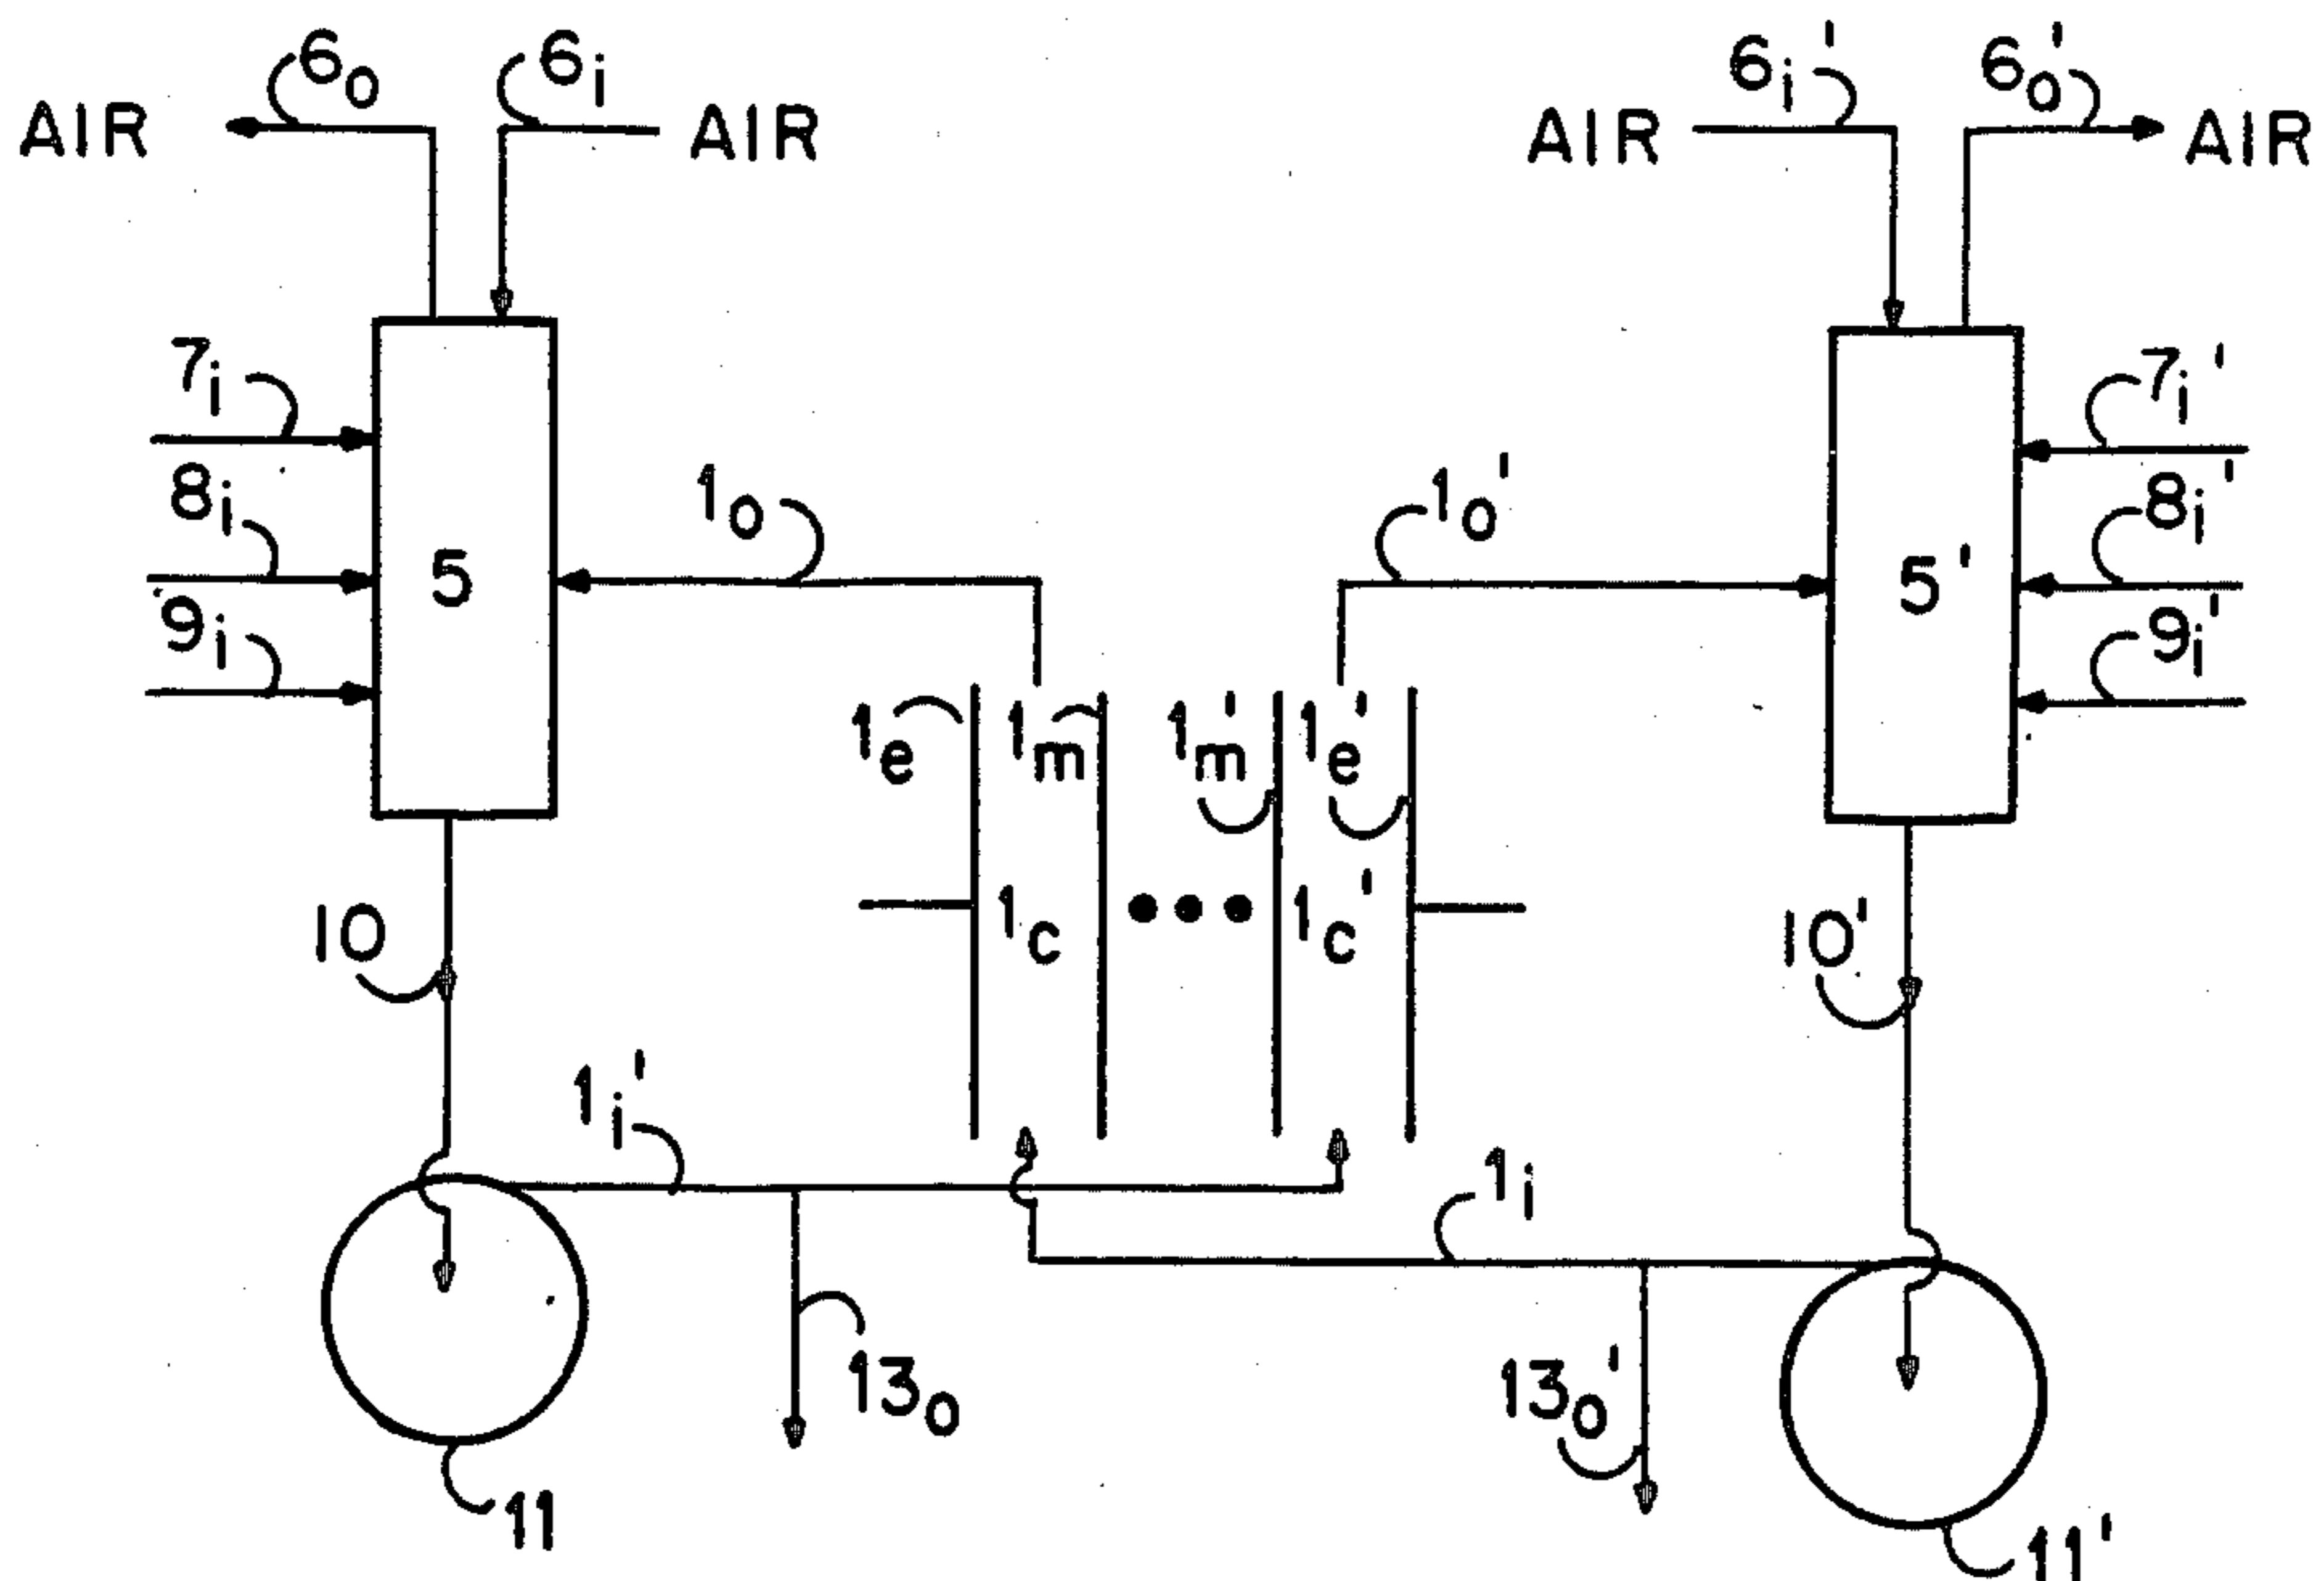 6o 6i 6i' 6o'
AIR AIR AIR AIR
7i 7i'
8i 1o 1o' 8i'
5 5'
9i 9i'
1e 1m 1m' 1e'
10 1c 1c' 10'
1i' 1i
13o 13o'
11 11'